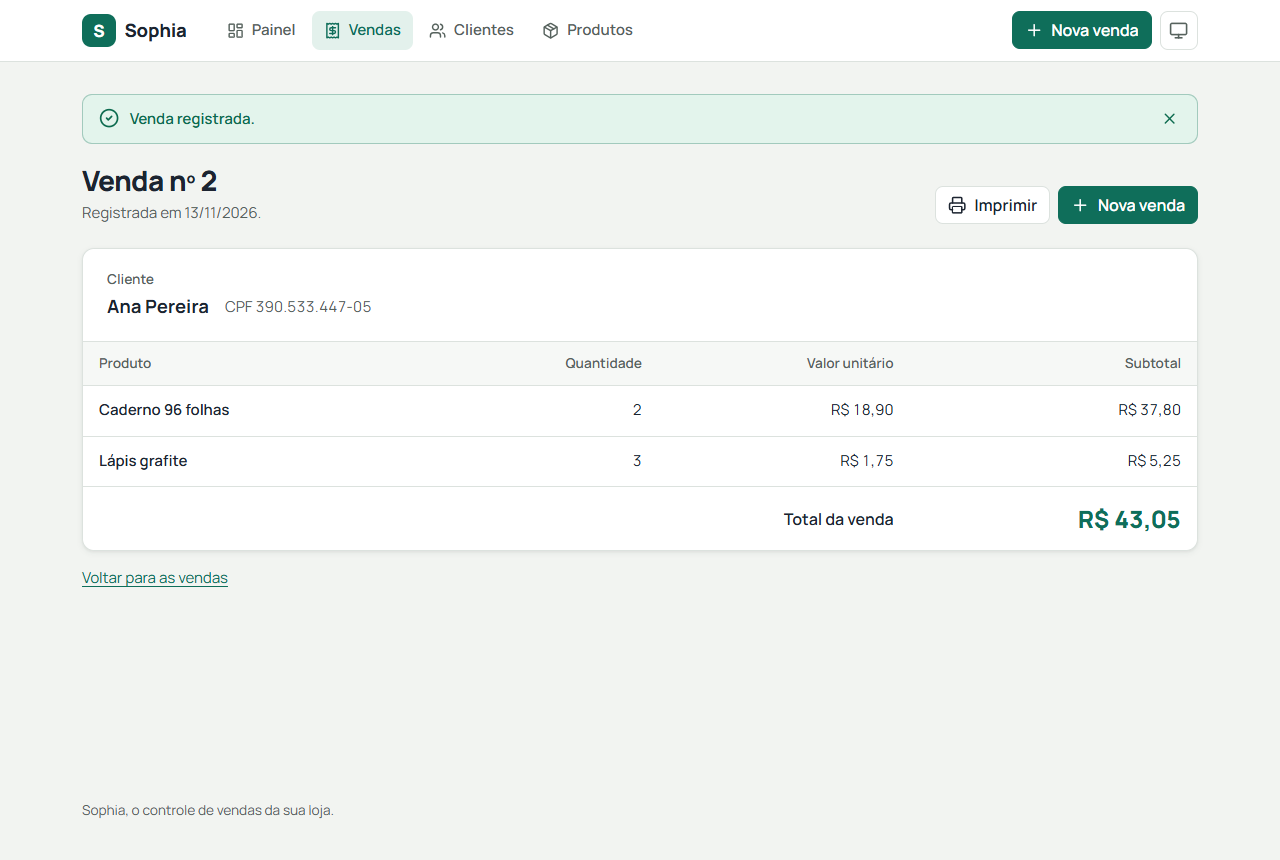 S Sophia Painel Vendas Clientes Produtos Nova venda
Venda registrada.
Venda nº 2
Registrada em 13/11/2026.
Imprimir Nova venda
Cliente
Ana Pereira CPF 390.533.447-05
Produto Quantidade Valor unitário Subtotal
Caderno 96 folhas 2 R$ 18,90 R$ 37,80
Lápis grafite 3 R$ 1,75 R$ 5,25
Total da venda R$ 43,05
Voltar para as vendas
Sophia, o controle de vendas da sua loja.